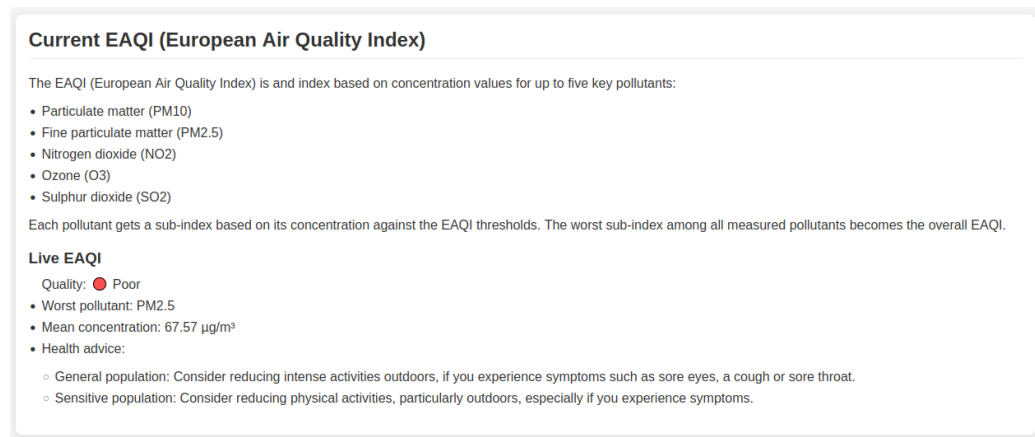 Current EAQI (European Air Quality Index)
The EAQI (European Air Quality Index) is and index based on concentration values for up to five key pollutants:
• Particulate matter (PM10)
• Fine particulate matter (PM2.5)
• Nitrogen dioxide (NO2)
• Ozone (O3)
• Sulphur dioxide (SO2)
Each pollutant gets a sub-index based on its concentration against the EAQI thresholds. The worst sub-index among all measured pollutants becomes the overall EAQI.
Live EAQI
Quality: 🔴 Poor
• Worst pollutant: PM2.5
• Mean concentration: 67.57 µg/m³
• Health advice:
○ General population: Consider reducing intense activities outdoors, if you experience symptoms such as sore eyes, a cough or sore throat.
○ Sensitive population: Consider reducing physical activities, particularly outdoors, especially if you experience symptoms.